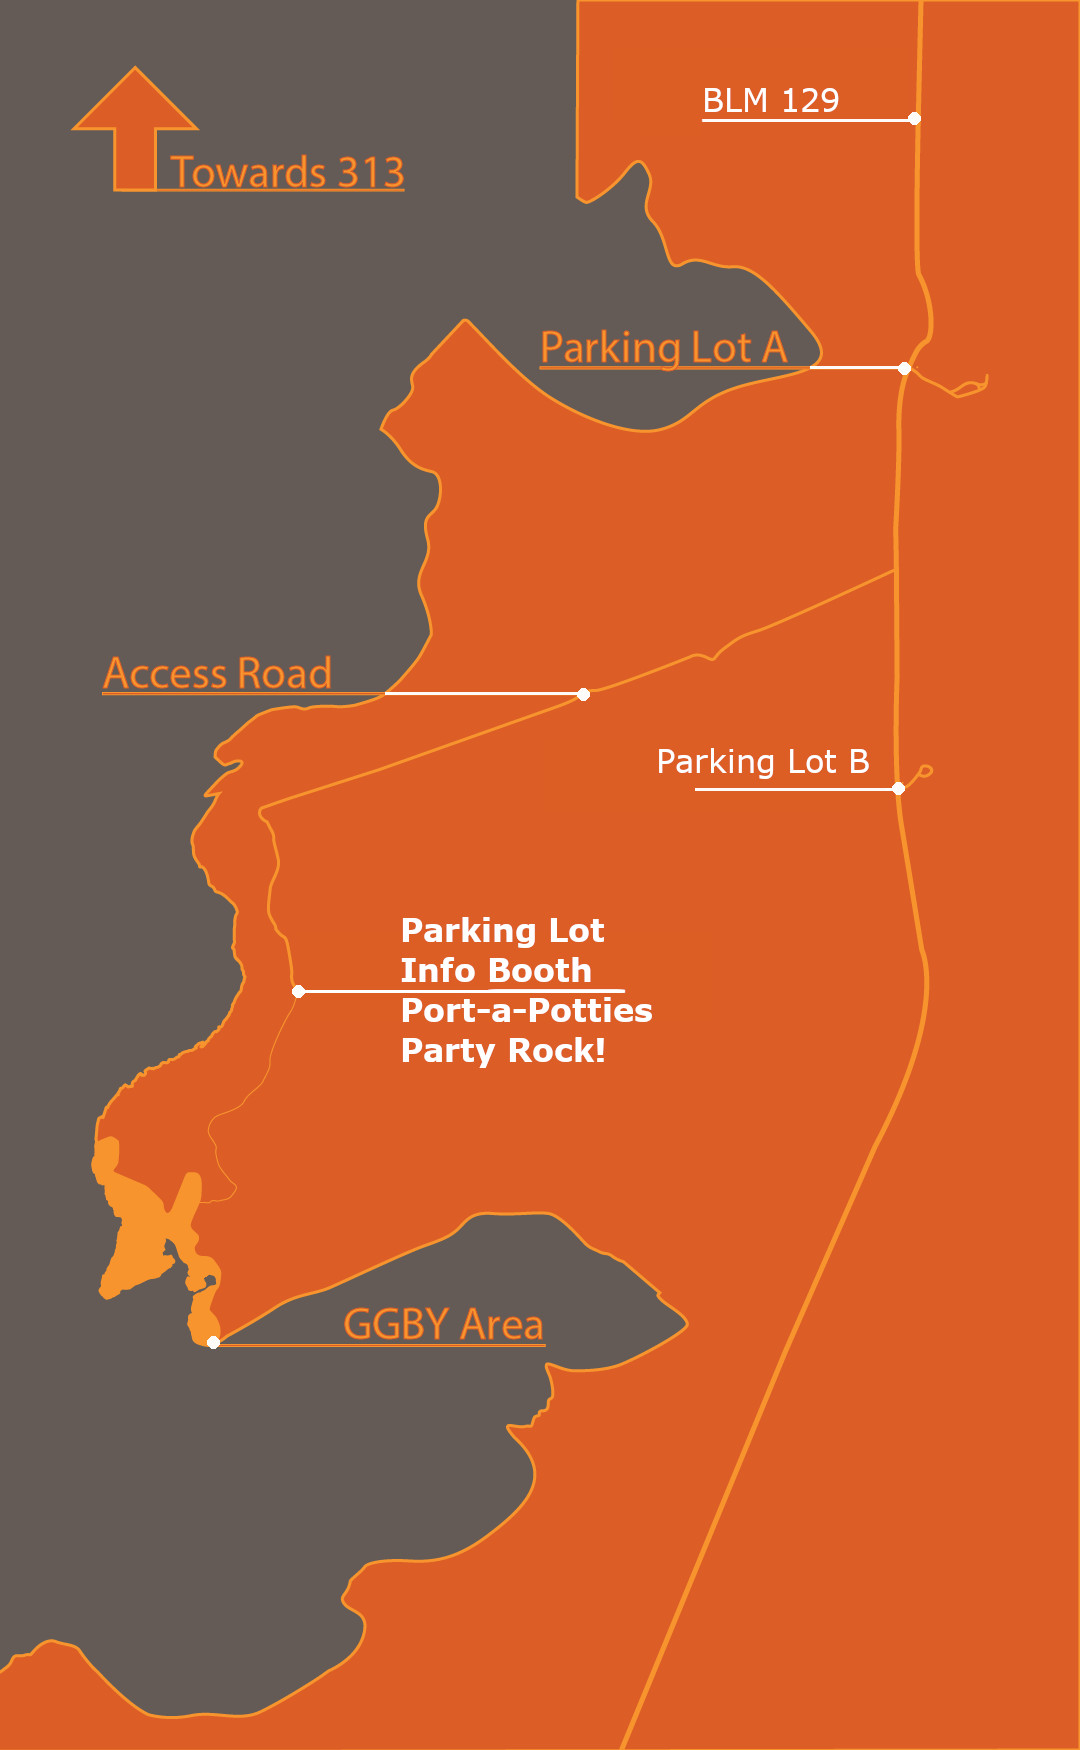 BLM 129
Towards 313
Parking Lot A
Access Road
Parking Lot B
Parking Lot
Info Booth
Port-a-Potties
Party Rock!
GGBY Area